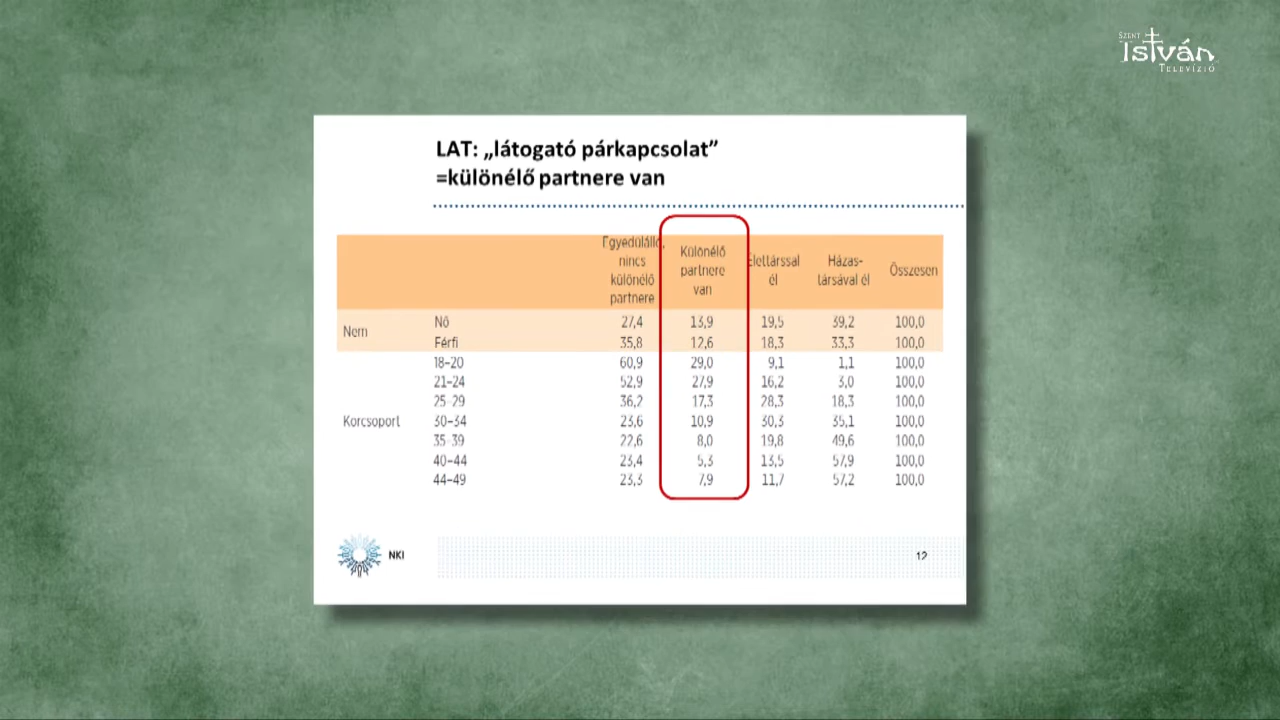 SZENT
IstVán
TELEVÍZIÓ
LAT: „látogató párkapcsolat”
=különélő partnere van
Egyedülálló, nincs különélő partnere Különélő partnere van Élettárssal él Házas-társával él Összesen
Nem
Nő 27,4 13,9 19,5 39,2 100,0
Férfi 35,8 12,6 18,3 33,3 100,0
Korcsoport
18–20 60,9 29,0 9,1 1,1 100,0
21–24 52,9 27,9 16,2 3,0 100,0
25–29 36,2 17,3 28,3 18,3 100,0
30–34 23,6 10,9 30,3 35,1 100,0
35–39 22,6 8,0 19,8 49,6 100,0
40–44 23,4 5,3 13,5 57,9 100,0
44–49 23,3 7,9 11,7 57,2 100,0
NKI
12